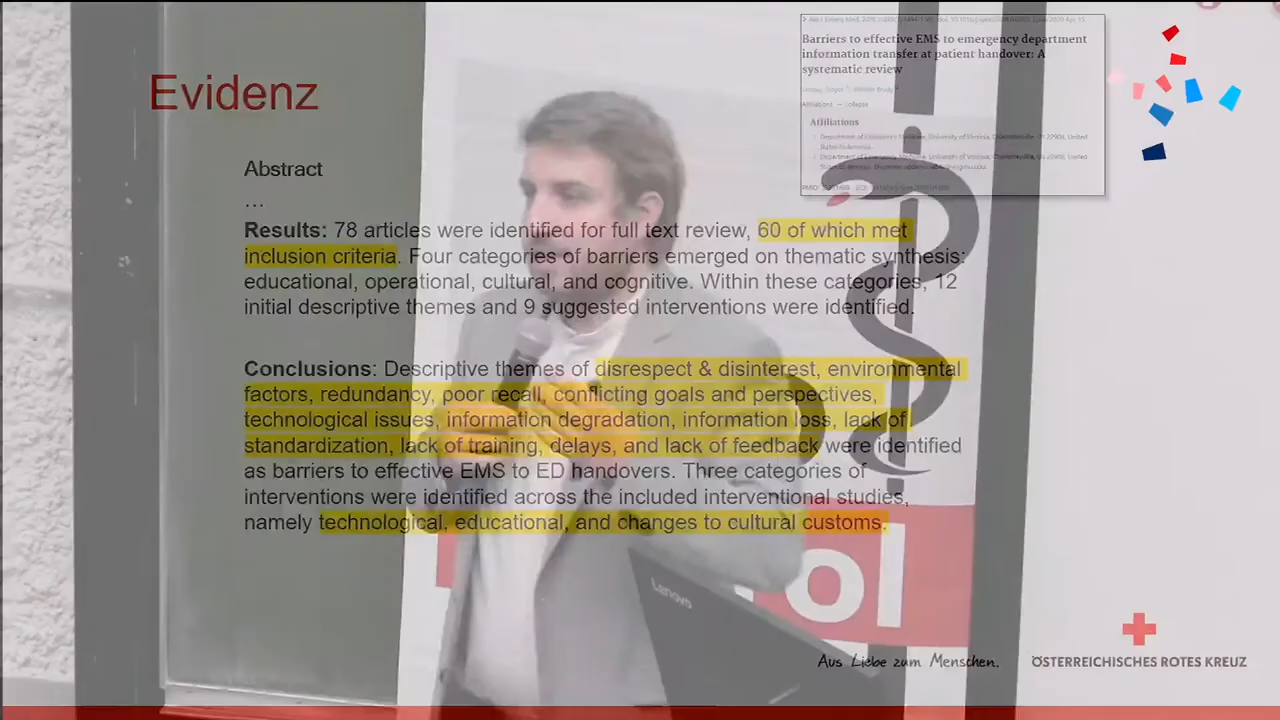 Barriers to effective EMS to emergency department
information transfer at patient handover: A
systematic review
Affiliations
Evidenz
Abstract
…
Results: 78 articles were identified for full text review, 60 of which met
inclusion criteria. Four categories of barriers emerged on thematic synthesis:
educational, operational, cultural, and cognitive. Within these categories, 12
initial descriptive themes and 9 suggested interventions were identified.
Conclusions: Descriptive themes of disrespect & disinterest, environmental
factors, redundancy, poor recall, conflicting goals and perspectives,
technological issues, information degradation, information loss, lack of
standardization, lack of training, delays, and lack of feedback were identified
as barriers to effective EMS to ED handovers. Three categories of
interventions were identified across the included interventional studies,
namely technological, educational, and changes to cultural customs.
Lenovo
ol
Aus Liebe zum Menschen.
ÖSTERREICHISCHES ROTES KREUZ